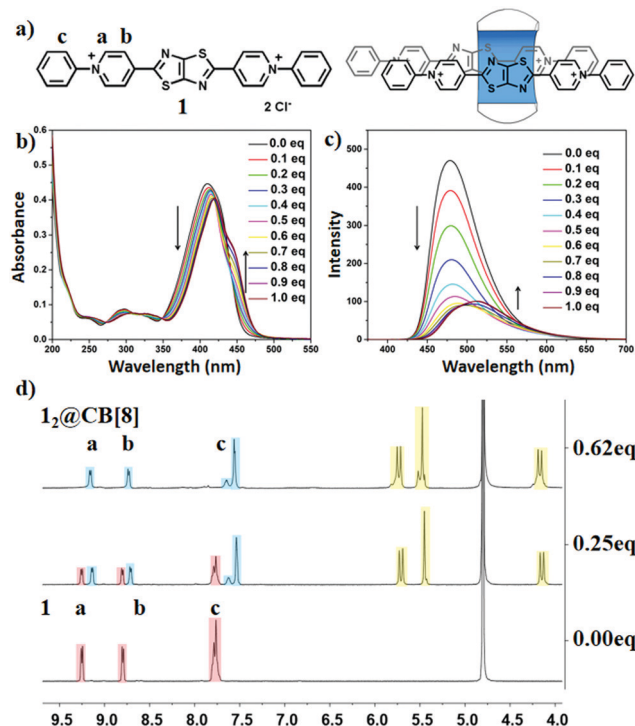 a)
c
a b
N
+
N
S
S
N
N
+
1
2 Cl⁻
N
+
N
S
S
N
N
+
N
+
N
S
S
N
N
+
b)
Absorbance
0.6
0.5
0.4
0.3
0.2
0.1
0.0
0.0 eq
0.1 eq
0.2 eq
0.3 eq
0.4 eq
0.5 eq
0.6 eq
0.7 eq
0.8 eq
0.9 eq
1.0 eq
200 250 300 350 400 450 500 550
Wavelength (nm)
c)
Intensity
500
400
300
200
100
0
0.0 eq
0.1 eq
0.2 eq
0.3 eq
0.4 eq
0.5 eq
0.6 eq
0.7 eq
0.8 eq
0.9 eq
1.0 eq
400 450 500 550 600 650 700
Wavelength (nm)
d)
1₂@CB[8]
a b c
0.62eq
0.25eq
1 a b c
0.00eq
9.5 9.0 8.5 8.0 7.5 7.0 6.5 6.0 5.5 5.0 4.5 4.0